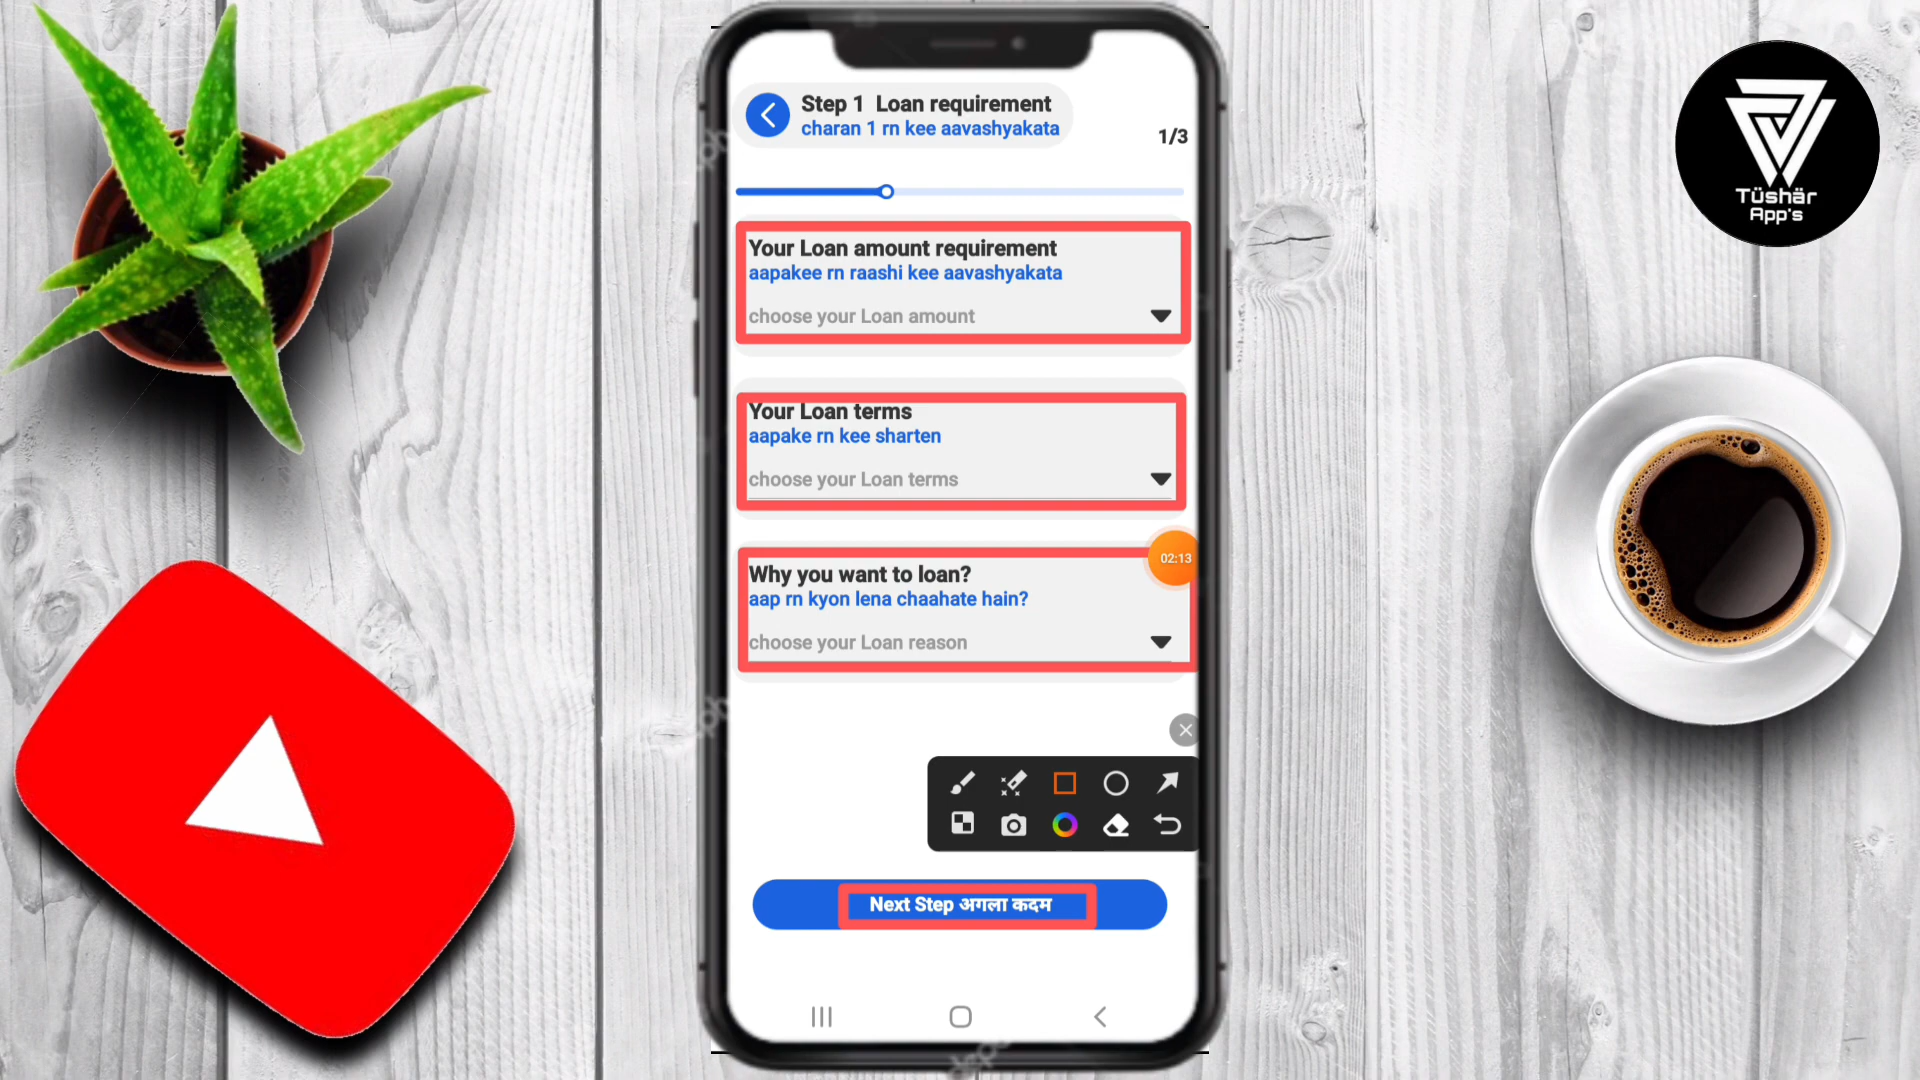 Step 1 Loan requirement
charan 1 rn kee aavashyakata
1/3
Your Loan amount requirement
aapakee rn raashi kee aavashyakata
choose your Loan amount
Your Loan terms
aapake rn kee sharten
choose your Loan terms
02:13
Why you want to loan?
aap rn kyon lena chaahate hain?
choose your Loan reason
Next Step अगला कदम
Tüshär
App's